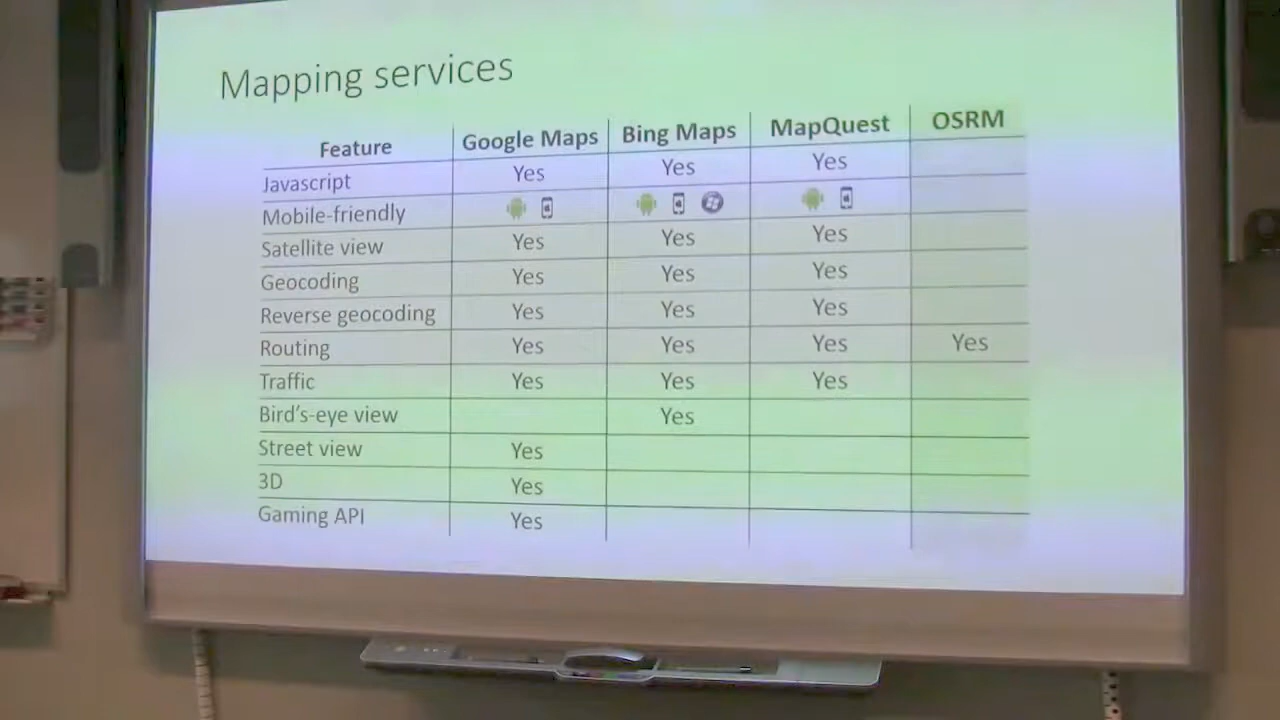 Mapping services
Feature Google Maps Bing Maps MapQuest OSRM
Javascript Yes Yes Yes
Mobile-friendly
Satellite view Yes Yes Yes
Geocoding Yes Yes Yes
Reverse geocoding Yes Yes Yes
Routing Yes Yes Yes Yes
Traffic Yes Yes Yes
Bird's-eye view Yes
Street view Yes
3D Yes
Gaming API Yes